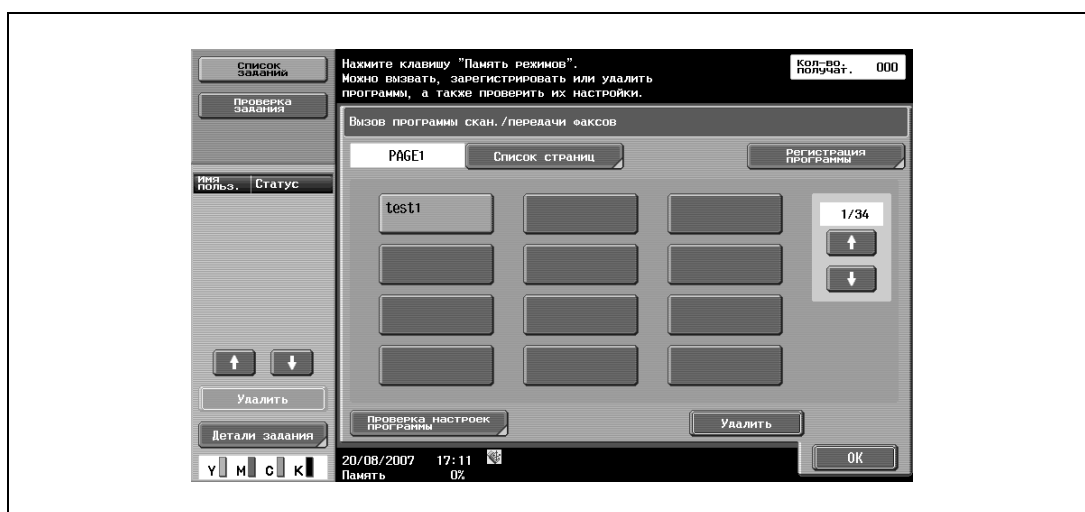 Список
заданий
Проверка
задания
Имя
польз.
Статус
Удалить
Детали задания
Y M C K
Нажмите клавишу "Память режимов".
Можно вызвать, зарегистрировать или удалить
программы, а также проверить их настройки.
Кол-во.
получат.
000
Вызов программы скан./передачи факсов
PAGE1
Список страниц
Регистрация
программы
test1
1/34
Проверка настроек
программы
Удалить
20/08/2007 17:11
Память 0%
OK